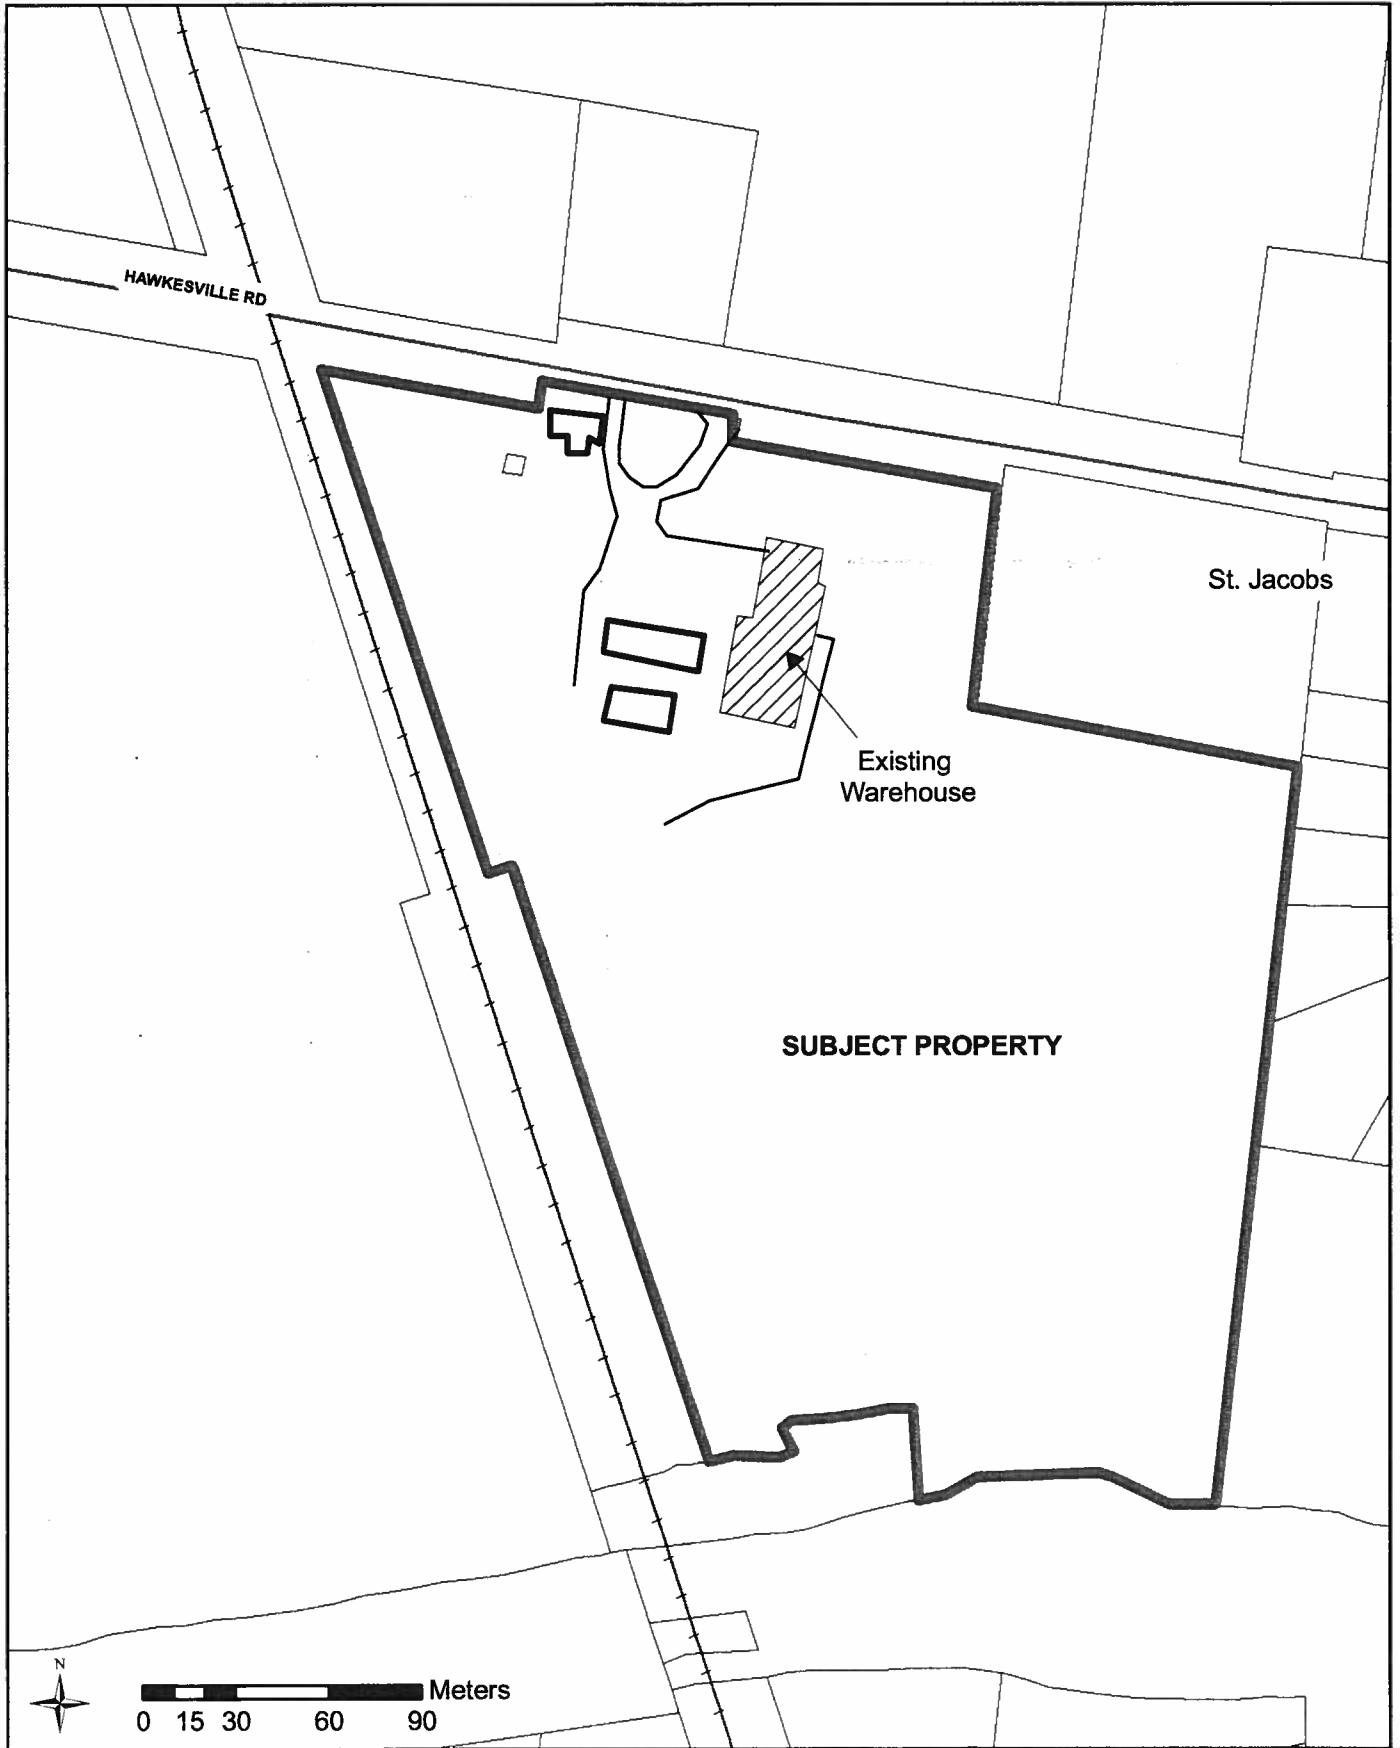 HAWKESVILLE RD
St. Jacobs
Existing
Warehouse
SUBJECT PROPERTY
N
Meters
0 15 30 60 90